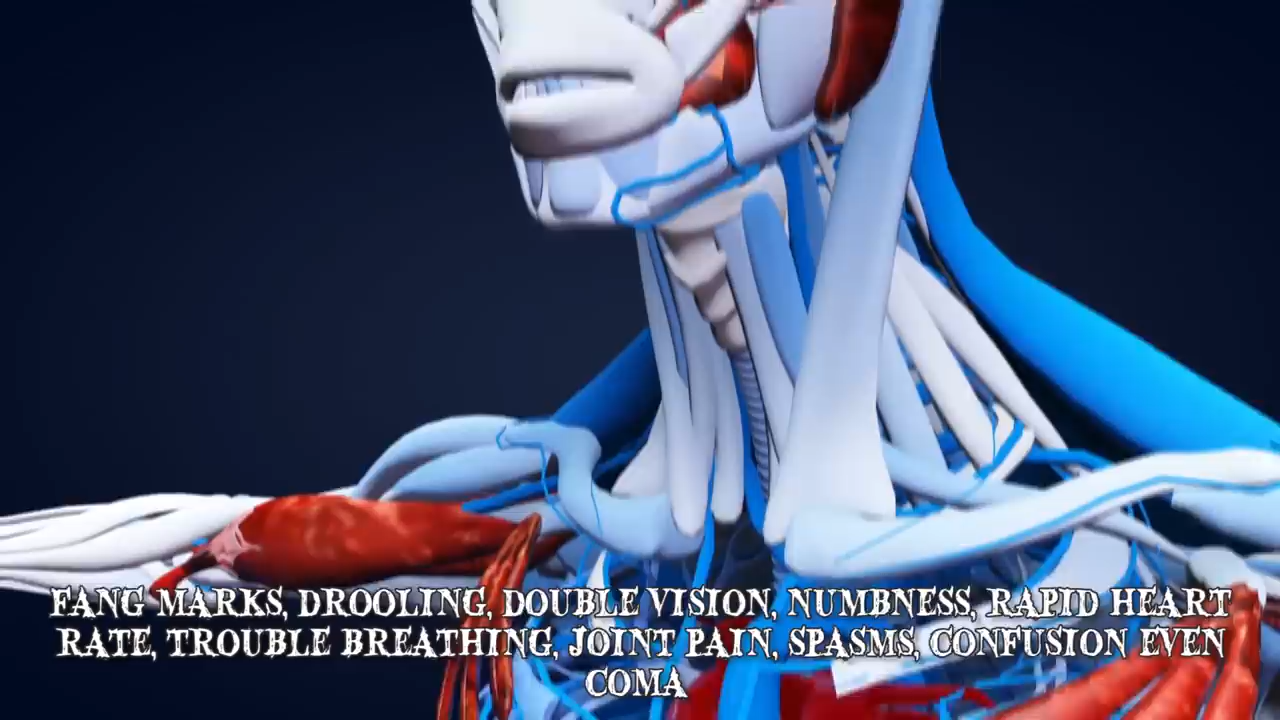 FANG MARKS, DROOLING, DOUBLE VISION, NUMBNESS, RAPID HEART
RATE, TROUBLE BREATHING, JOINT PAIN, SPASMS, CONFUSION EVEN
COMA